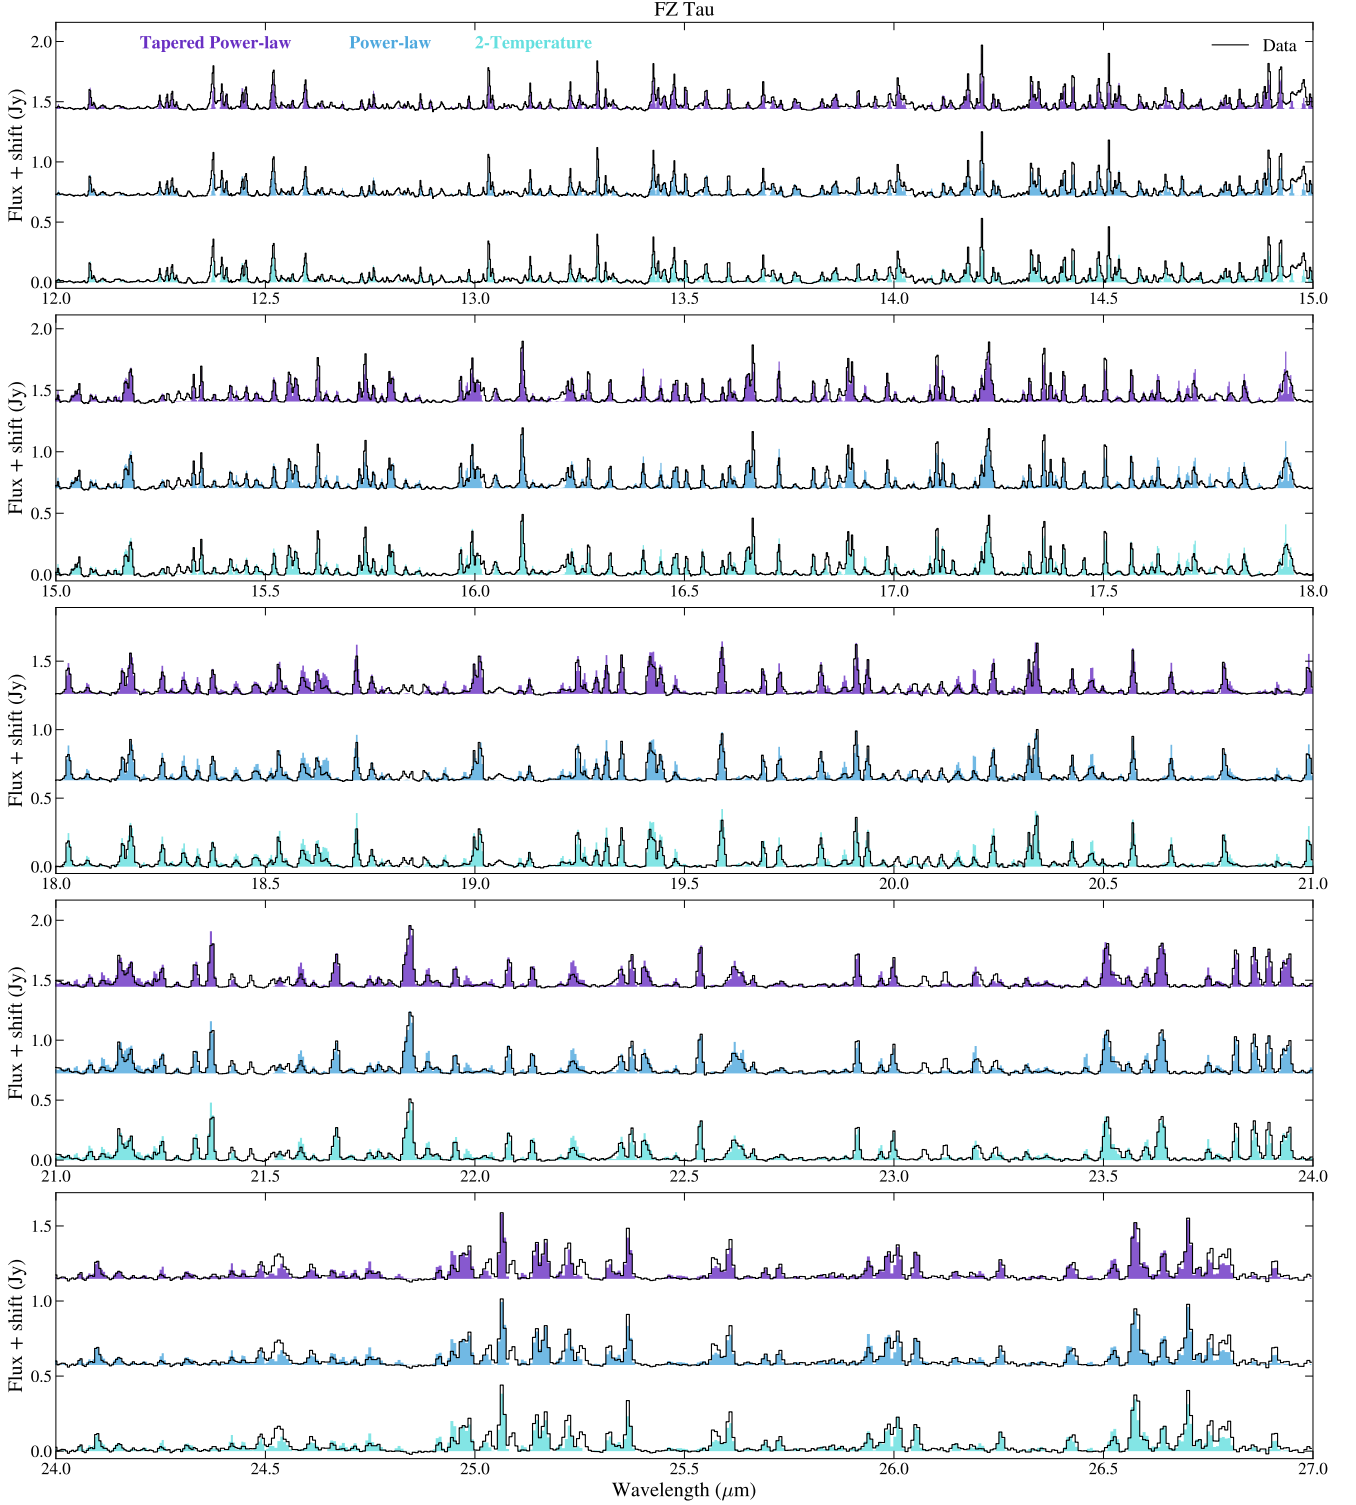 FZ Tau
Tapered Power-law Power-law 2-Temperature Data
Flux + shift (Jy)
2.0
1.5
1.0
0.5
0.0
12.0 12.5 13.0 13.5 14.0 14.5 15.0
Flux + shift (Jy)
2.0
1.5
1.0
0.5
0.0
15.0 15.5 16.0 16.5 17.0 17.5 18.0
Flux + shift (Jy)
1.5
1.0
0.5
0.0
18.0 18.5 19.0 19.5 20.0 20.5 21.0
Flux + shift (Jy)
2.0
1.5
1.0
0.5
0.0
21.0 21.5 22.0 22.5 23.0 23.5 24.0
Flux + shift (Jy)
1.5
1.0
0.5
0.0
24.0 24.5 25.0 25.5 26.0 26.5 27.0
Wavelength (μm)